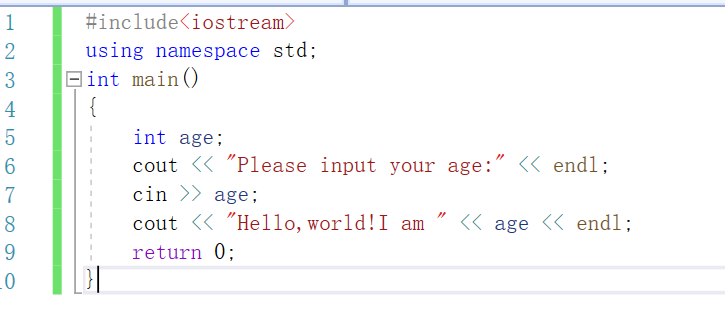 1 #include<iostream>
2 using namespace std;
3 int main()
4 {
5 int age;
6 cout << "Please input your age:" << endl;
7 cin >> age;
8 cout << "Hello,world!I am " << age << endl;
9 return 0;
10 }